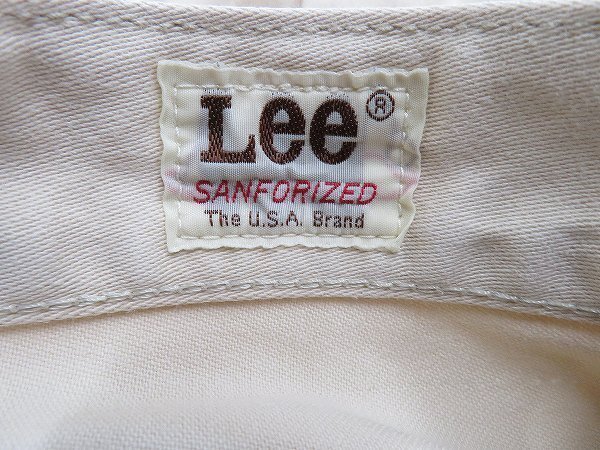 Lee®
SANFORIZED
The U.S.A. Brand